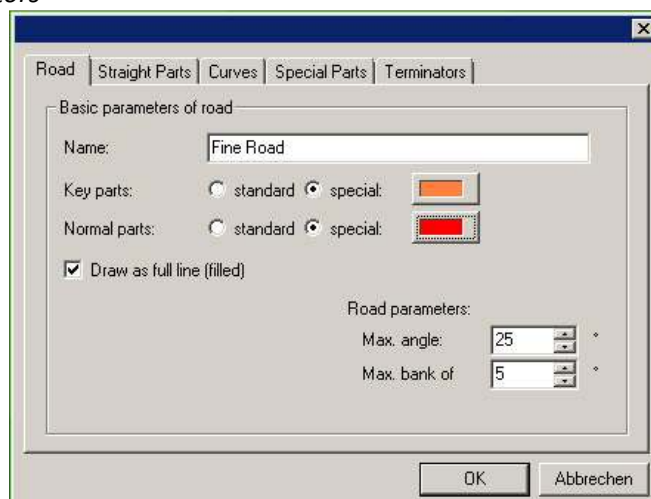 Road Straight Parts Curves Special Parts Terminators
Basic parameters of road
Name: Fine Road
Key parts: standard special:
Normal parts: standard special:
Draw as full line (filled)
Road parameters:
Max. angle: 25 °
Max. bank of 5 °
OK Abbrechen